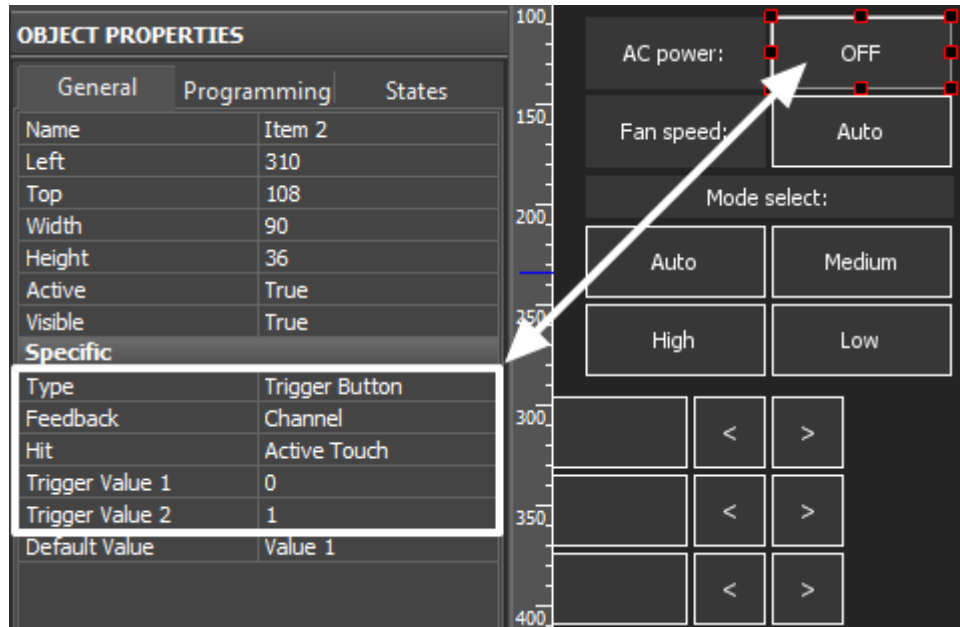 OBJECT PROPERTIES
General Programming States
Name Item 2
Left 310
Top 108
Width 90
Height 36
Active True
Visible True
Specific
Type Trigger Button
Feedback Channel
Hit Active Touch
Trigger Value 1 0
Trigger Value 2 1
Default Value Value 1
100
150
200
250
300
350
400
AC power: OFF
Fan speed: Auto
Mode select:
Auto Medium
High Low
< >
< >
< >